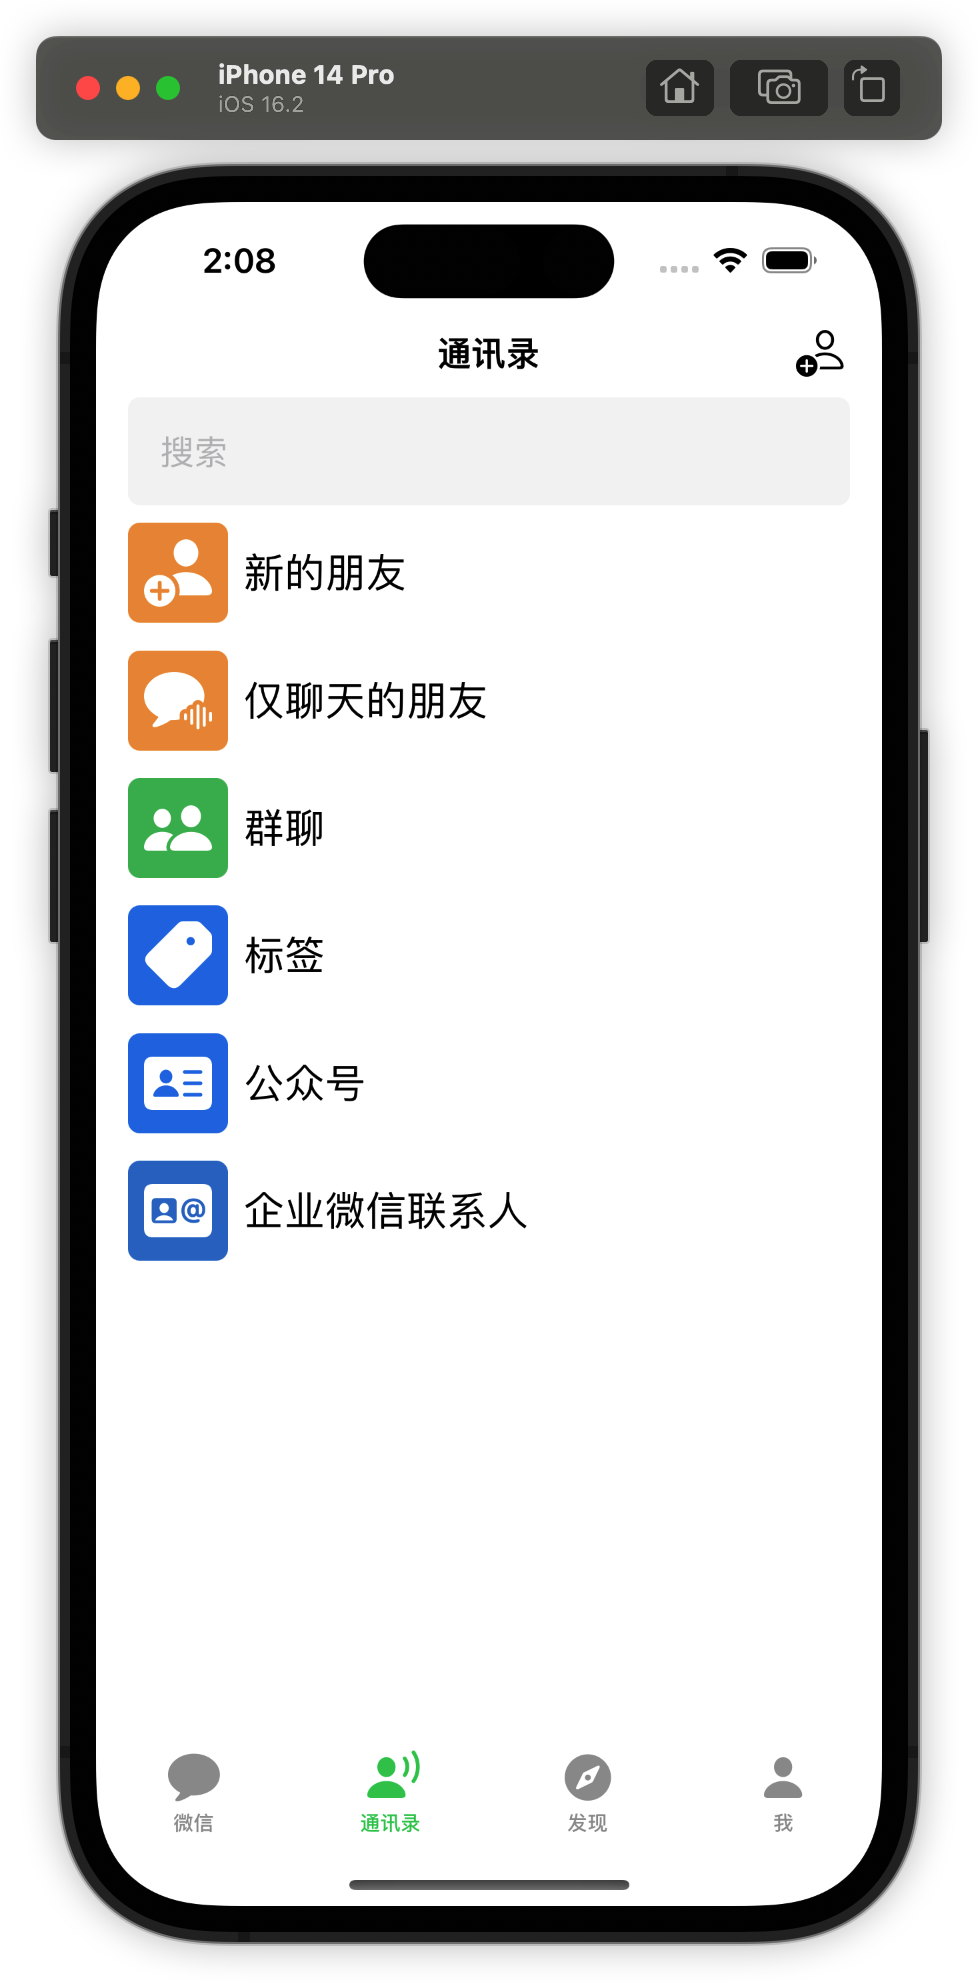 iPhone 14 Pro
iOS 16.2
2:08
通讯录
搜索
新的朋友
仅聊天的朋友
群聊
标签
公众号
@
企业微信联系人
微信
通讯录
发现
我